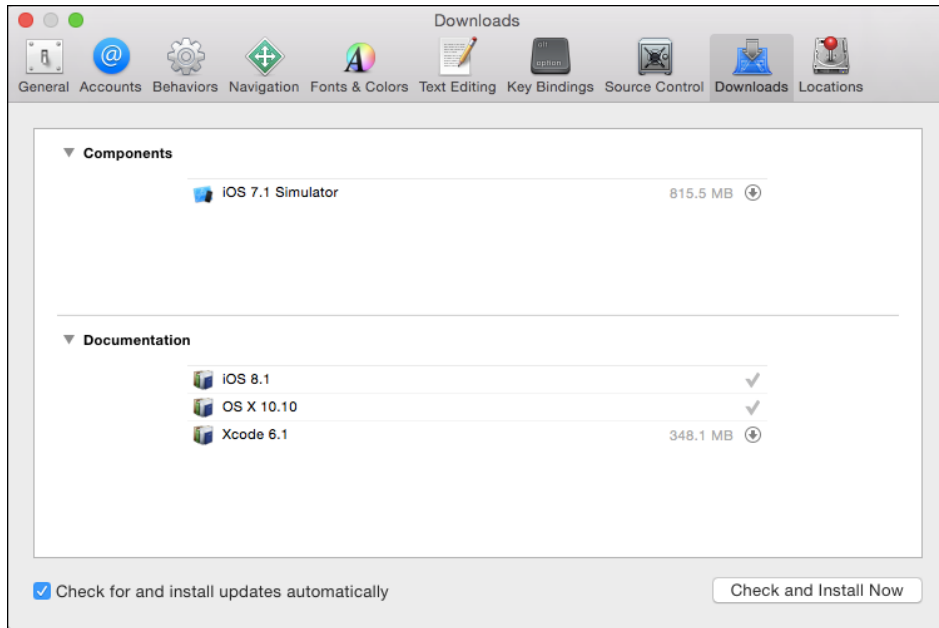 Downloads
off
option
General Accounts Behaviors Navigation Fonts & Colors Text Editing Key Bindings Source Control Downloads Locations
Components
iOS 7.1 Simulator 815.5 MB
Documentation
iOS 8.1
OS X 10.10
Xcode 6.1 348.1 MB
Check for and install updates automatically Check and Install Now